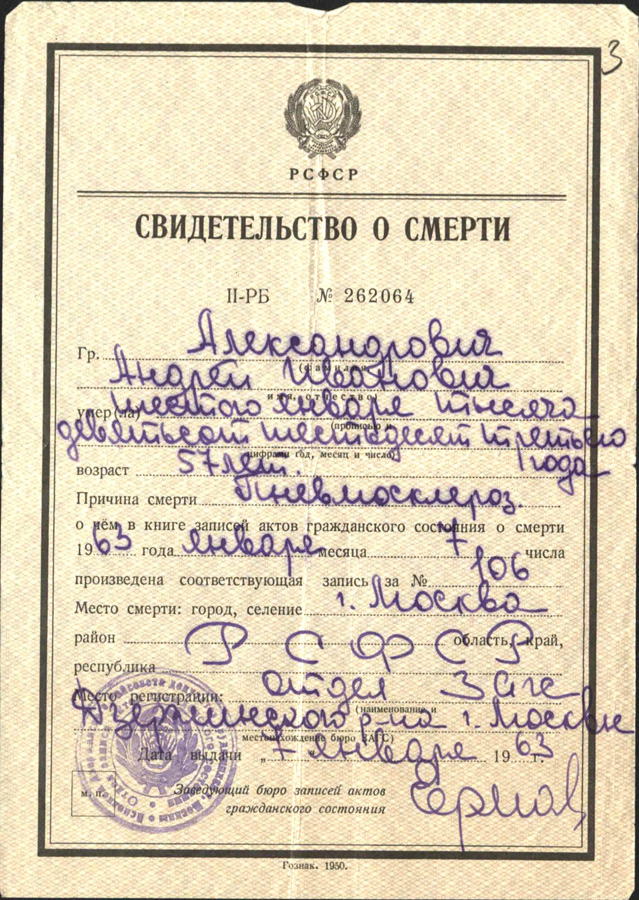 3
РСФСР
СВИДЕТЕЛЬСТВО О СМЕРТИ
II-РБ № 262064
Гр. Александрович
(фамилия)
Андрей Иванович
имя, отчество)
умер(ла) шестого января тысяча
(прописью и
девятьсот шестьдесят третьего
цифрами год, месяц и число)
возраст 57 лет. года
Причина смерти Пневмосклероз.
о чём в книге записей актов гражданского состояния о смерти
1963 года января месяца 7 числа
произведена соответствующая запись за № 106
Место смерти: город, селение г. Москва
район область, край,
республика РСФСР
Место регистрации: отдел Загс
(наименование и
Дзержинского р-на г. Москвы
местонахождение бюро ЗАГС)
Дата выдачи „7" января 1963 г.
М. П.
Заведующий бюро записей актов
гражданского состояния
Гознак. 1950.